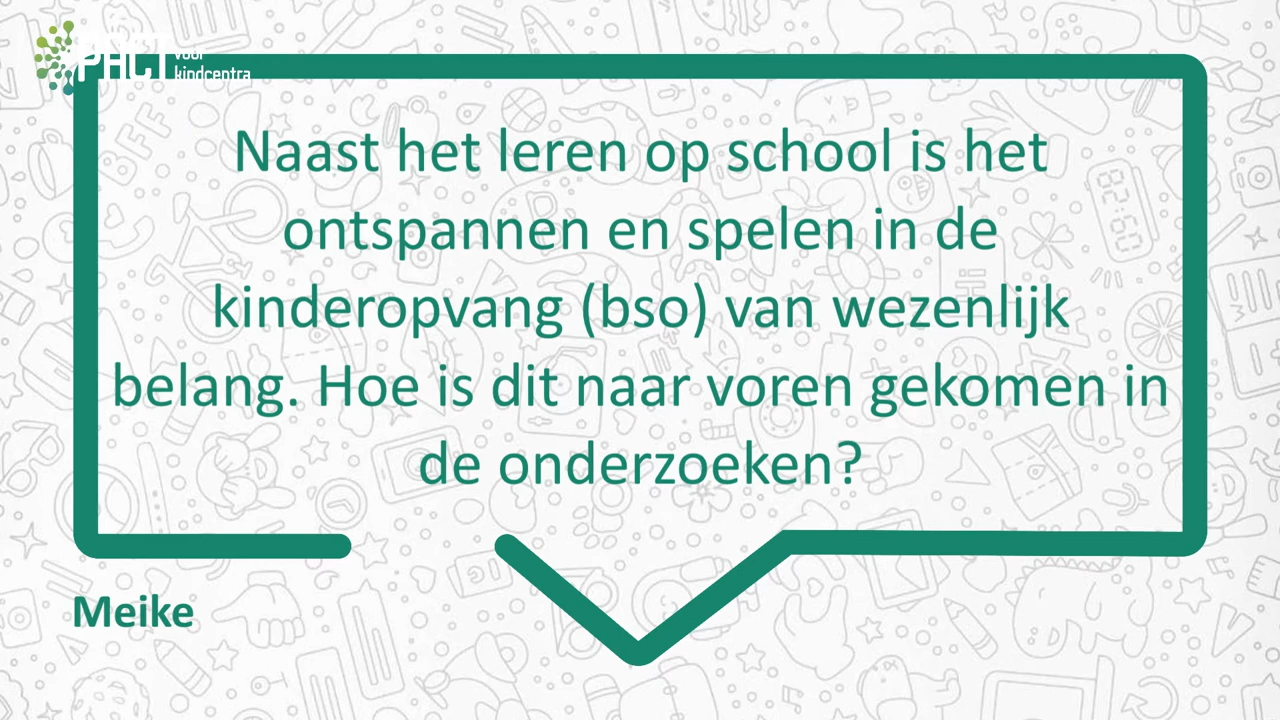 PACT voor
kindcentra
Naast het leren op school is het
ontspannen en spelen in de
kinderopvang (bso) van wezenlijk
belang. Hoe is dit naar voren gekomen in
de onderzoeken?
Meike